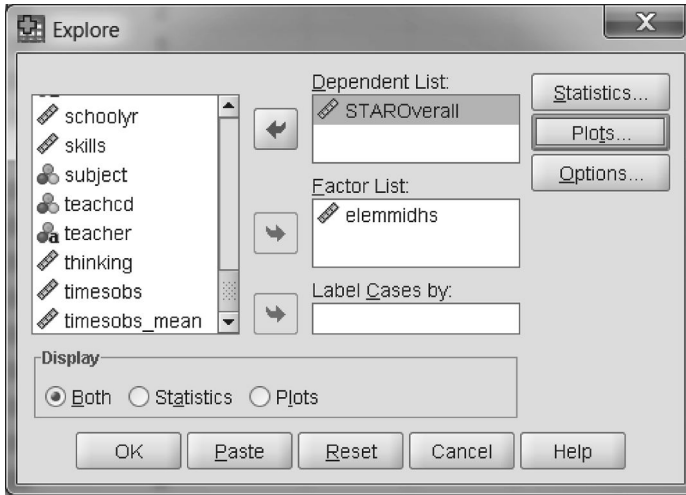 Explore
X
schoolyr
skills
subject
teachcd
a teacher
thinking
timesobs
timesobs_mean
Dependent List:
STAROverall
Factor List:
elemmidhs
Label Cases by:
Statistics...
Plots...
Options...
Display
Both Statistics Plots
OK Paste Reset Cancel Help